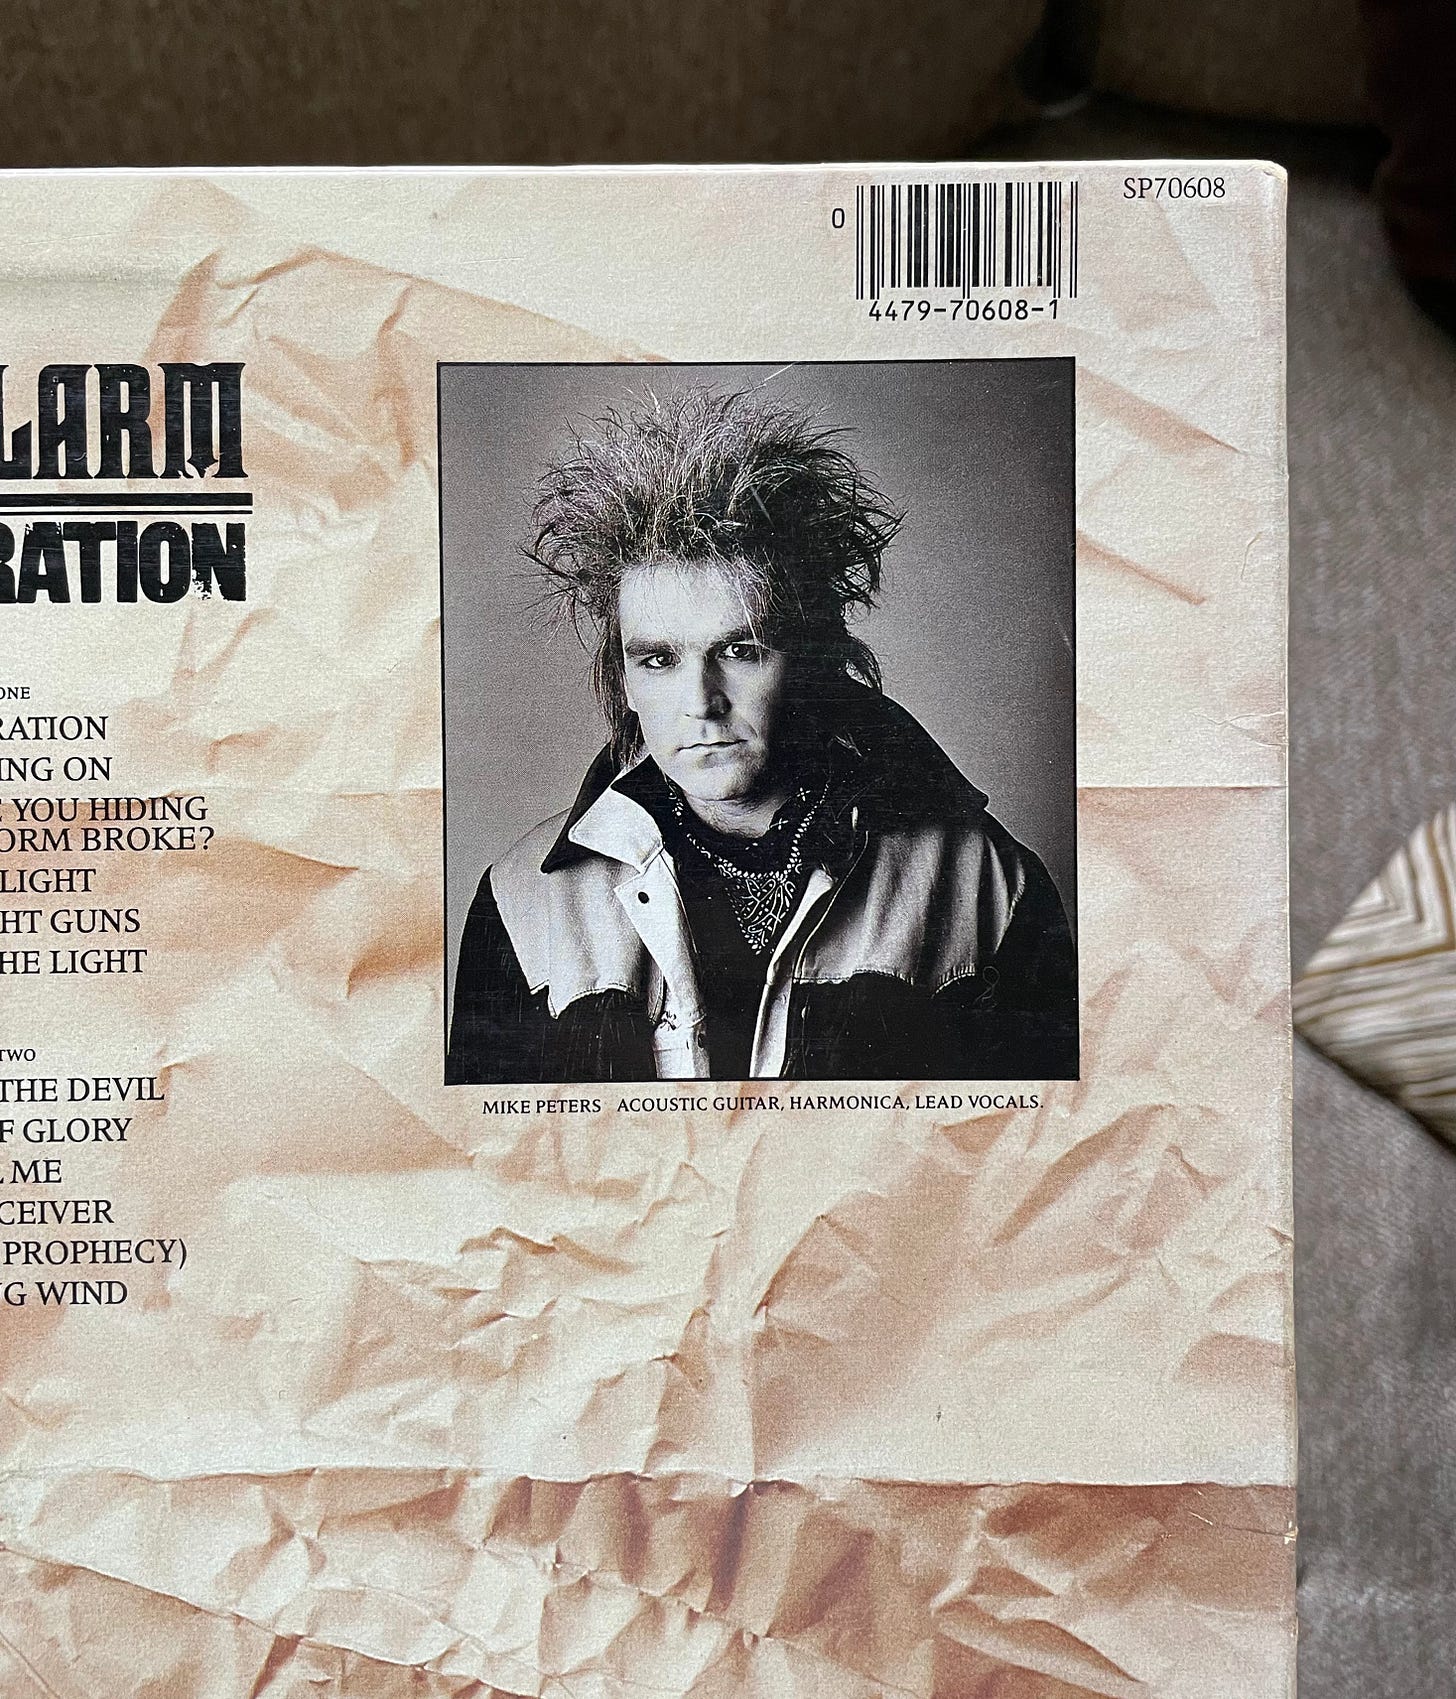 SP70608
0
4479-70608-1
LARM
RATION
ONE
RATION
ING ON
E YOU HIDING
ORM BROKE?
LIGHT
HT GUNS
HE LIGHT
TWO
THE DEVIL
F GLORY
L ME
CEIVER
PROPHECY)
NG WIND
MIKE PETERS ACOUSTIC GUITAR, HARMONICA, LEAD VOCALS.